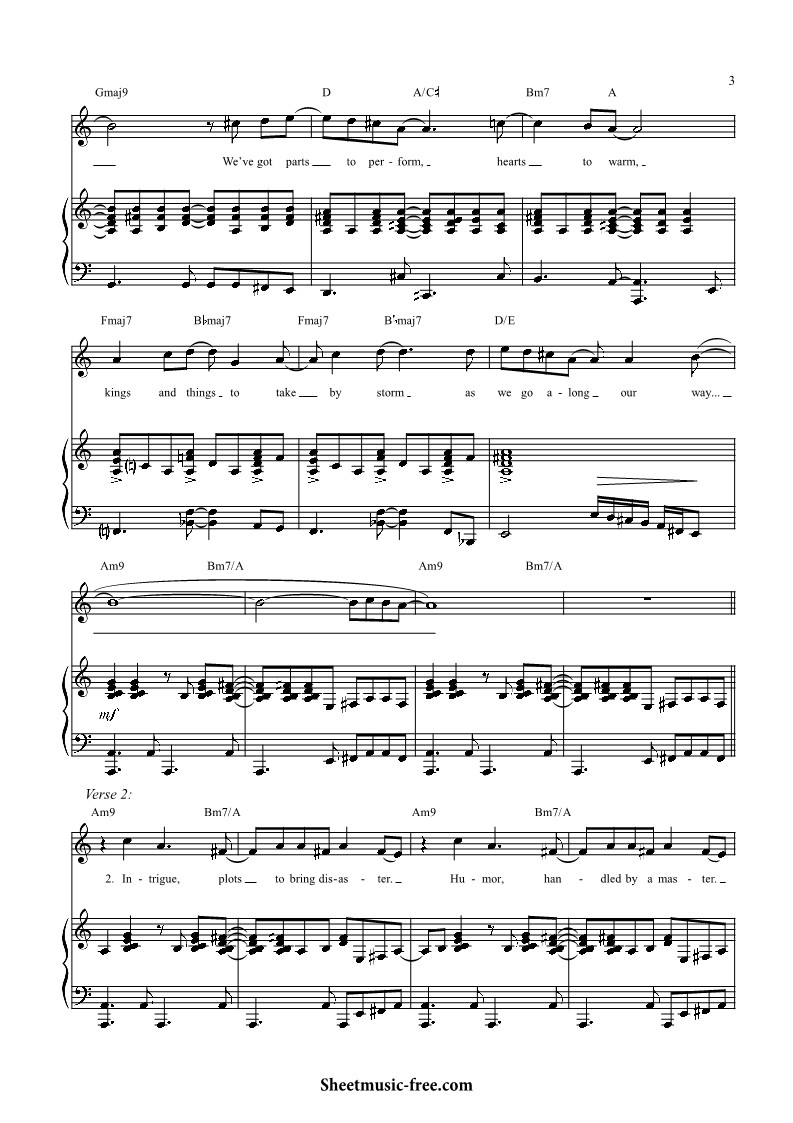 3
Gmaj9 D A/C♯ Bm7 A
We've got parts to per - form, hearts to warm,
Fmaj7 B♭maj7 Fmaj7 B♭maj7 D/E
kings and things to take by storm as we go a - long our way...
Am9 Bm7/A Am9 Bm7/A
mf
Verse 2:
Am9 Bm7/A Am9 Bm7/A
2. In - trigue, plots to bring dis - as - ter. Hu - mor, han - dled by a mas - ter.
Sheetmusic-free.com